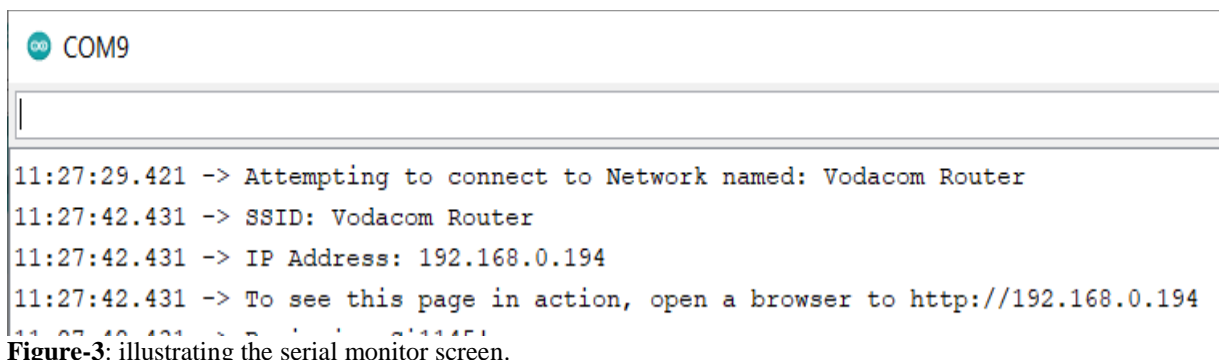 COM9
11:27:29.421 -> Attempting to connect to Network named: Vodacom Router
11:27:42.431 -> SSID: Vodacom Router
11:27:42.431 -> IP Address: 192.168.0.194
11:27:42.431 -> To see this page in action, open a browser to http://192.168.0.194
Figure-3: illustrating the serial monitor screen.